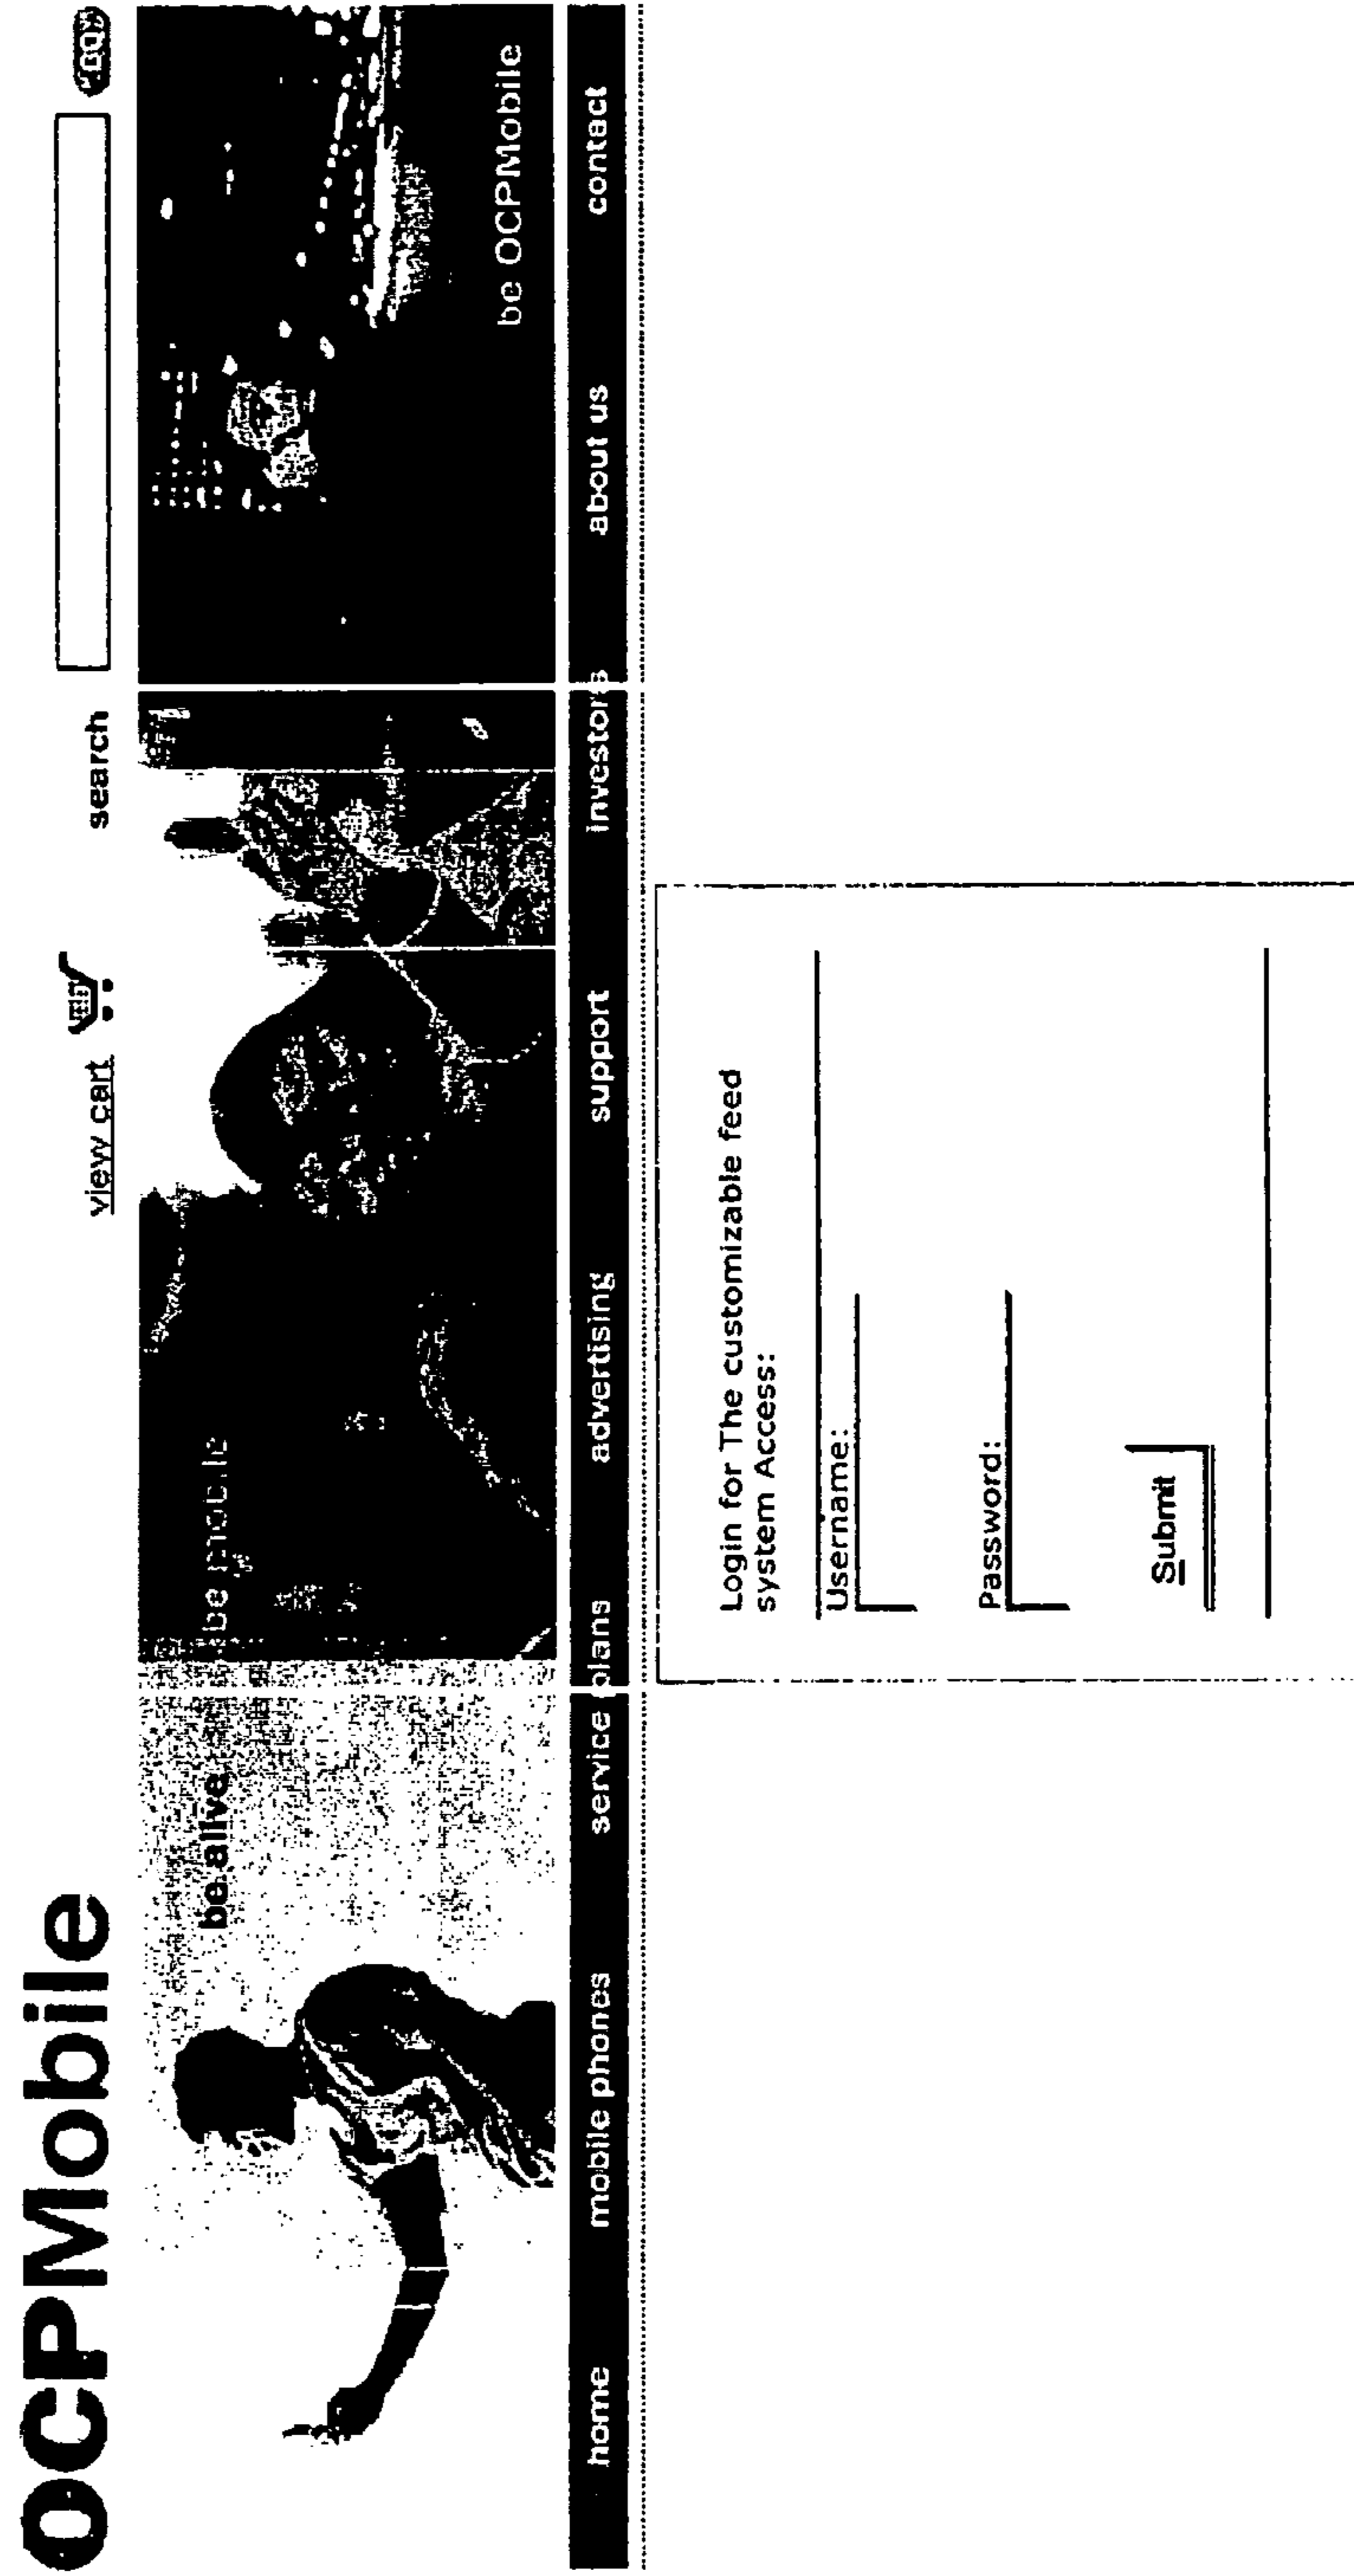 OCPMobile
view cart
search
be alive
be mobile
be OCPMobile
home mobile phones service plans advertising support investors about us contact
Login for The customizable feed
system Access:
Username:
Password:
Submit